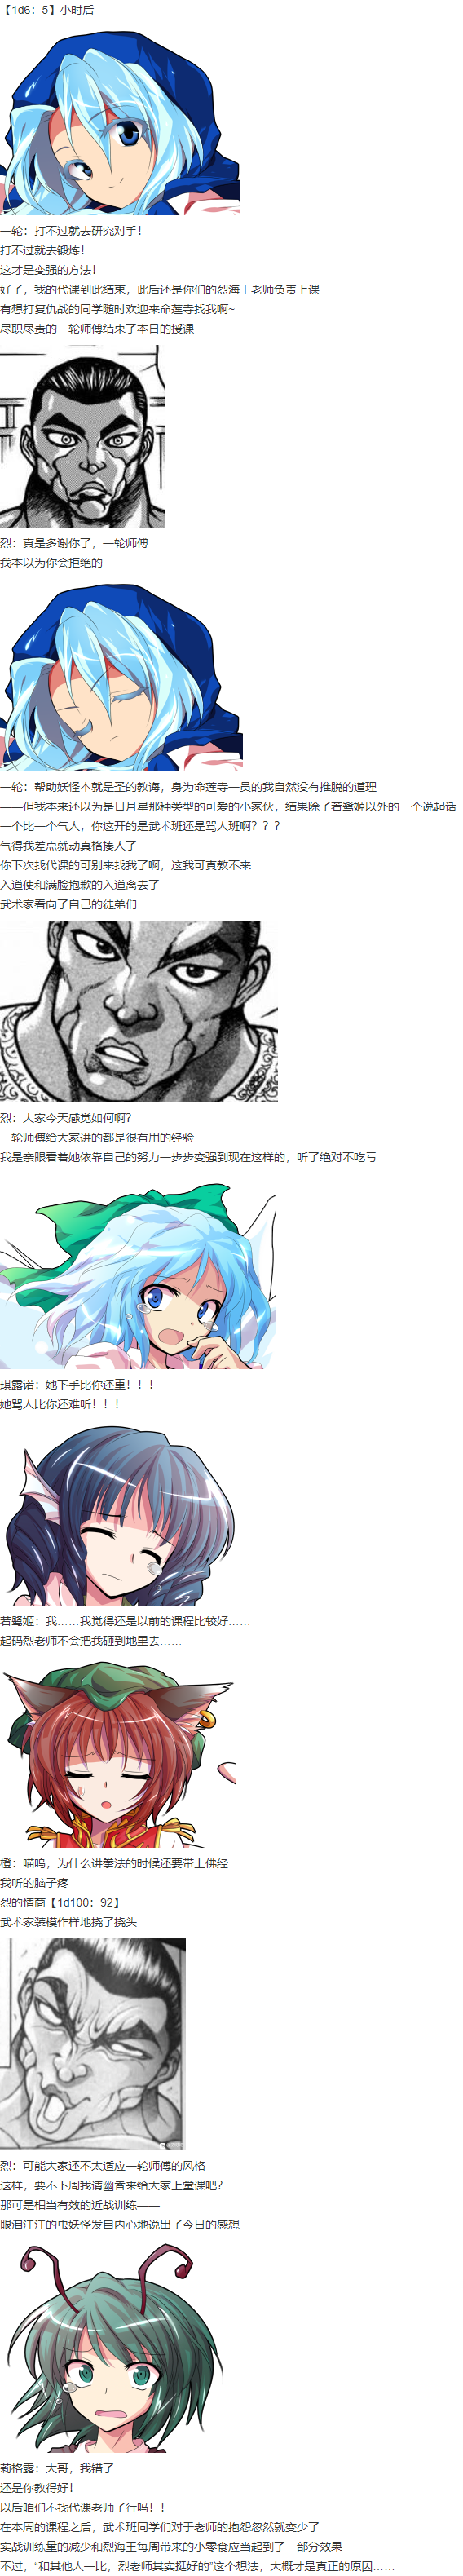 【1d6：5】小时后
一轮：打不过就去研究对手！
打不过就去锻炼！
这才是变强的方法！
好了，我的代课到此结束，此后还是你们的烈海王老师负责上课
有想打复仇战的同学随时欢迎来命莲寺找我啊~
尽职尽责的一轮师傅结束了本日的授课
烈：真是多谢你了，一轮师傅
我本以为你会拒绝的
一轮：帮助妖怪本就是圣的教诲，身为命莲寺一员的我自然没有推脱的道理
——但我本来还以为是日月星那种类型的可爱的小家伙，结果除了若鹭姬以外的三个说起话
一个比一个气人，你这开的是武术班还是骂人班啊？？？
气得我差点就动真格揍人了
你下次找代课的可别来找我了啊，这我可真教不来
入道使和满脸抱歉的入道离去了
武术家看向了自己的徒弟们
烈：大家今天感觉如何啊？
一轮师傅给大家讲的都是很有用的经验
我是亲眼看着她依靠自己的努力一步步变强到现在这样的，听了绝对不吃亏
琪露诺：她下手比你还重！！！
她骂人比你还难听！！！
若鹭姬：我……我觉得还是以前的课程比较好……
起码烈老师不会把我砸到地里去……
橙：喵呜，为什么讲拳法的时候还要带上佛经
我听的脑子疼
烈的情商【1d100：92】
武术家装模作样地挠了挠头
烈：可能大家还不太适应一轮师傅的风格
这样，要不下周我请幽香来给大家上堂课吧？
那可是相当有效的近战训练——
眼泪汪汪的虫妖怪发自内心地说出了今日的感想
莉格露：大哥，我错了
还是你教得好！
以后咱们不找代课老师了行吗！！
在本周的课程之后，武术班同学们对于老师的抱怨忽然就变少了
实战训练量的减少和烈海王每周带来的小零食应当起到了一部分效果
不过，“和其他人一比，烈老师其实挺好的”这个想法，大概才是真正的原因……